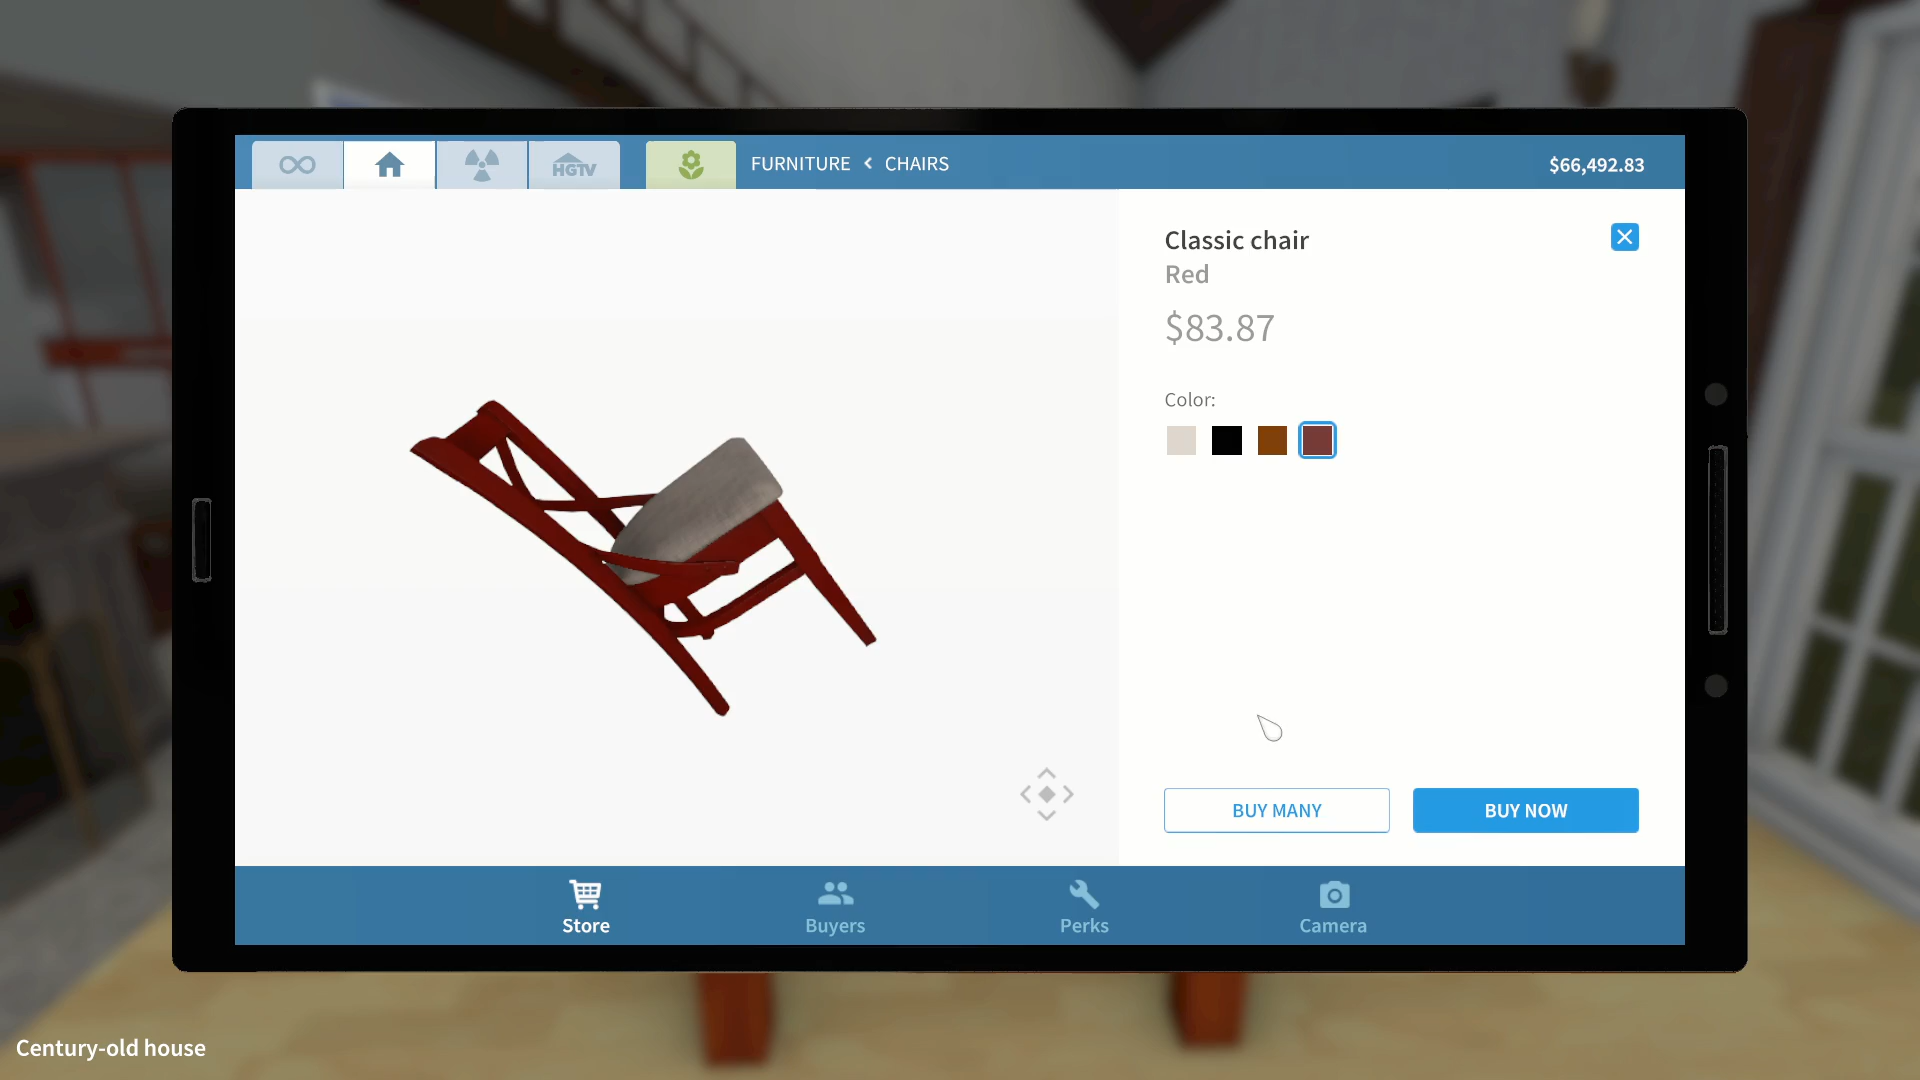 HGTV
FURNITURE < CHAIRS
$66,492.83
Classic chair
Red
$83.87
Color:
BUY MANY
BUY NOW
Store
Buyers
Perks
Camera
Century-old house